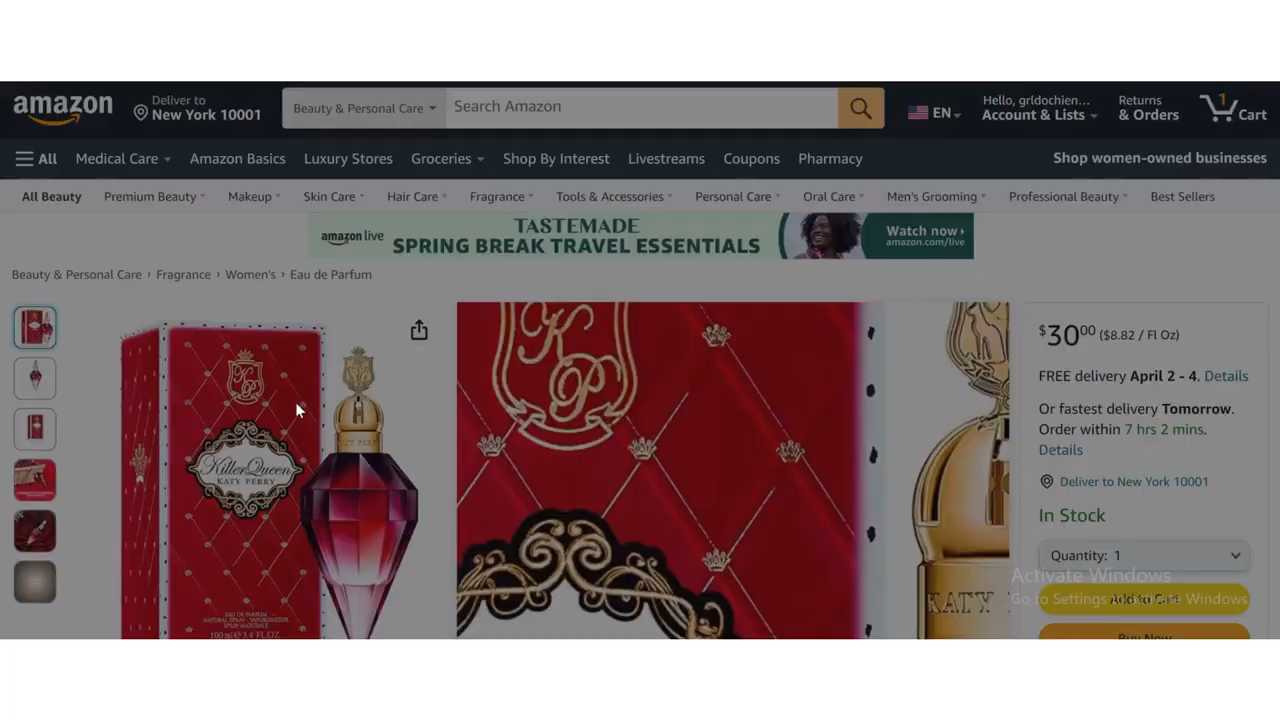 amazon
Deliver to
New York 10001
Beauty & Personal Care
Search Amazon
EN
Hello, grldochien...
Account & Lists
Returns
& Orders
1
Cart
All
Medical Care
Amazon Basics
Luxury Stores
Groceries
Shop By Interest
Livestreams
Coupons
Pharmacy
Shop women-owned businesses
All Beauty
Premium Beauty
Makeup
Skin Care
Hair Care
Fragrance
Tools & Accessories
Personal Care
Oral Care
Men's Grooming
Professional Beauty
Best Sellers
amazon live
TASTEMADE
SPRING BREAK TRAVEL ESSENTIALS
Watch now
amazon.com/live
Beauty & Personal Care › Fragrance › Women's › Eau de Parfum
KP
Killer Queen
KATY PERRY
EAU DE PARFUM
NATURAL SPRAY - VAPORISATEUR
100 ml ℮ 3.4 FL.OZ.
KP
KATY
$3000 ($8.82 / Fl Oz)
FREE delivery April 2 - 4. Details
Or fastest delivery Tomorrow.
Order within 7 hrs 2 mins.
Details
Deliver to New York 10001
In Stock
Quantity: 1
Activate Windows
Go to Settings to activate Windows
Add to Cart
Buy Now